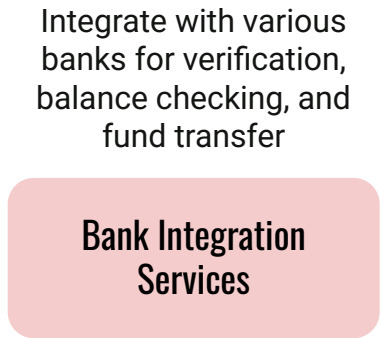 Integrate with various
banks for verification,
balance checking, and
fund transfer
Bank Integration
Services